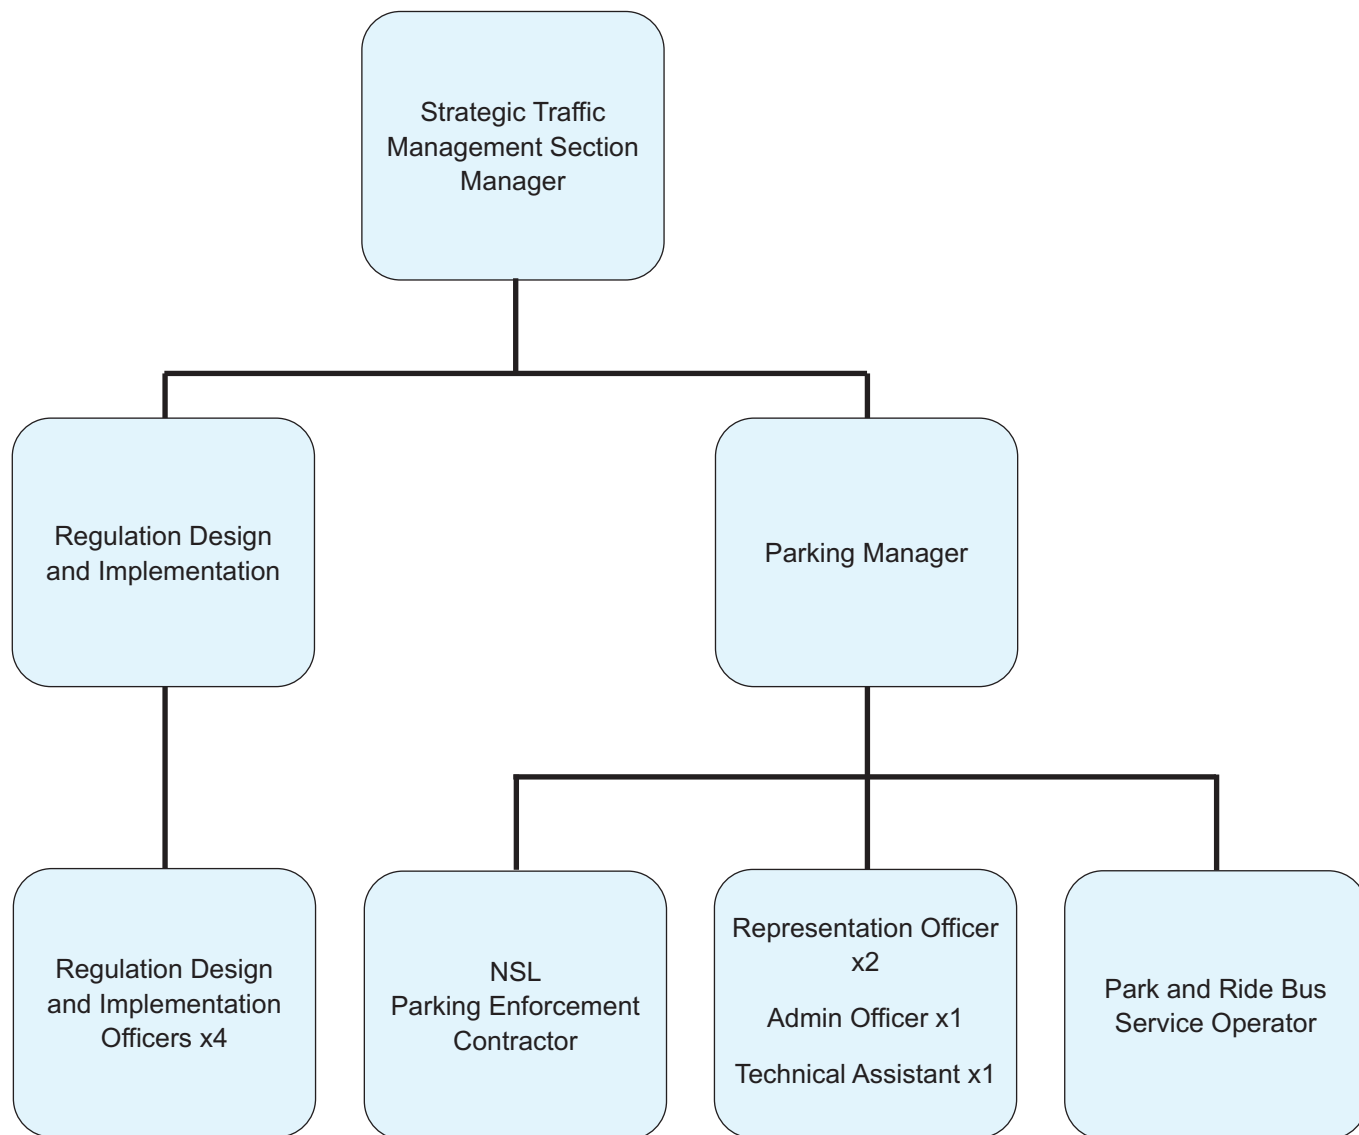 Strategic Traffic
Management Section
Manager
Regulation Design
and Implementation
Parking Manager
Regulation Design
and Implementation
Officers x4
NSL
Parking Enforcement
Contractor
Representation Officer
x2
Admin Officer x1
Technical Assistant x1
Park and Ride Bus
Service Operator